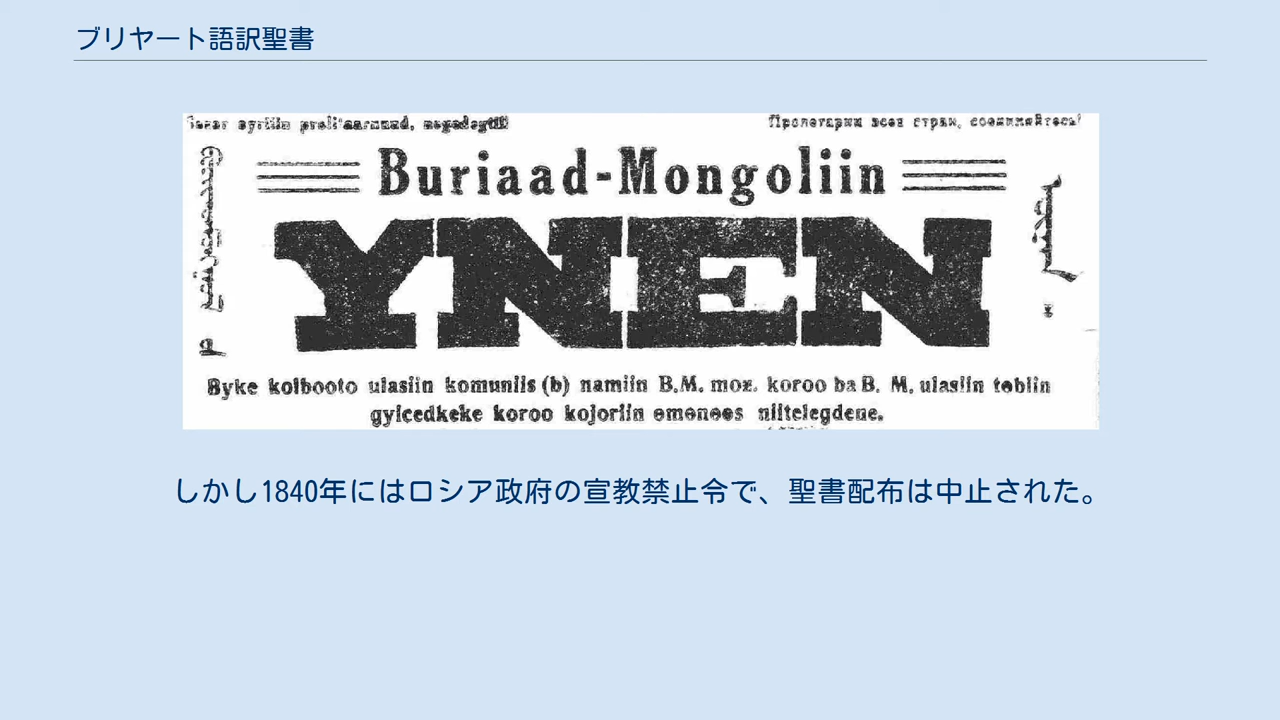 ブリヤート語訳聖書
Пролетарии всех стран, соединяйтесь!
Buriaad-Mongoliin
YNEN
Byke kolbooto ulasiin komuniis (b) namiin B.M. moz. koroo ba B. M. ulasiin tebiin
gyicedkeke koroo kojoriin emenees niitelegdene.
しかし1840年にはロシア政府の宣教禁止令で、聖書配布は中止された。